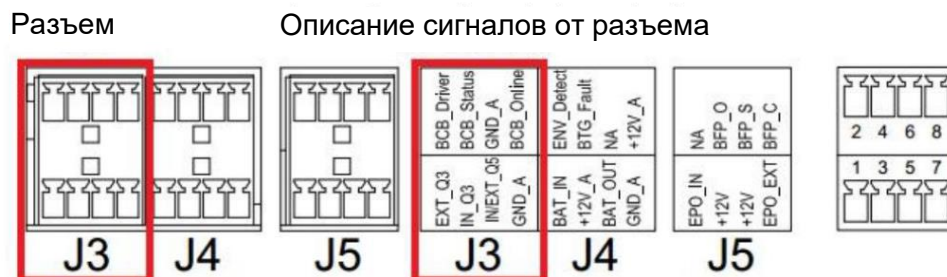 Разъем Описание сигналов от разъема
BCB_Driver
BCB_Status
GND_A
BCB_Online
ENV_Detect
BTG_Fault
NA
+12V_A
NA
BFP_O
BFP_S
BFP_C
2 4 6 8
1 3 5 7
EXT_Q3
IN_Q3
IN/EXT_Q5
GND_A
BAT_IN
+12V_A
BAT_OUT
GND_A
EPO_IN
+12V
+12V
EPO_EXT
J3 J4 J5 J3 J4 J5